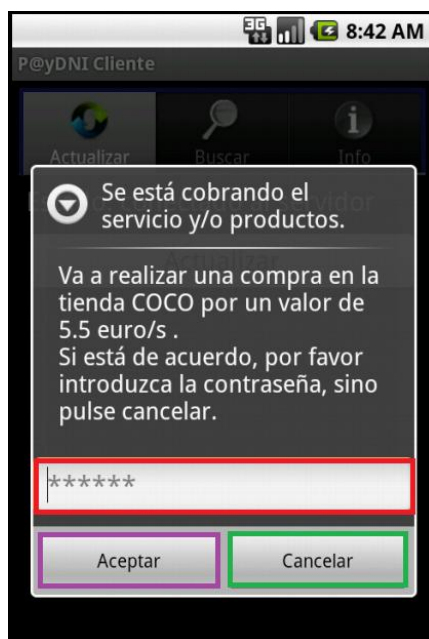 3G 8:42 AM
P@yDNI Cliente
Actualizar Buscar Info
Se está cobrando el
servicio y/o productos.
Va a realizar una compra en la
tienda COCO por un valor de
5.5 euro/s .
Si está de acuerdo, por favor
introduzca la contraseña, sino
pulse cancelar.
******
Aceptar Cancelar